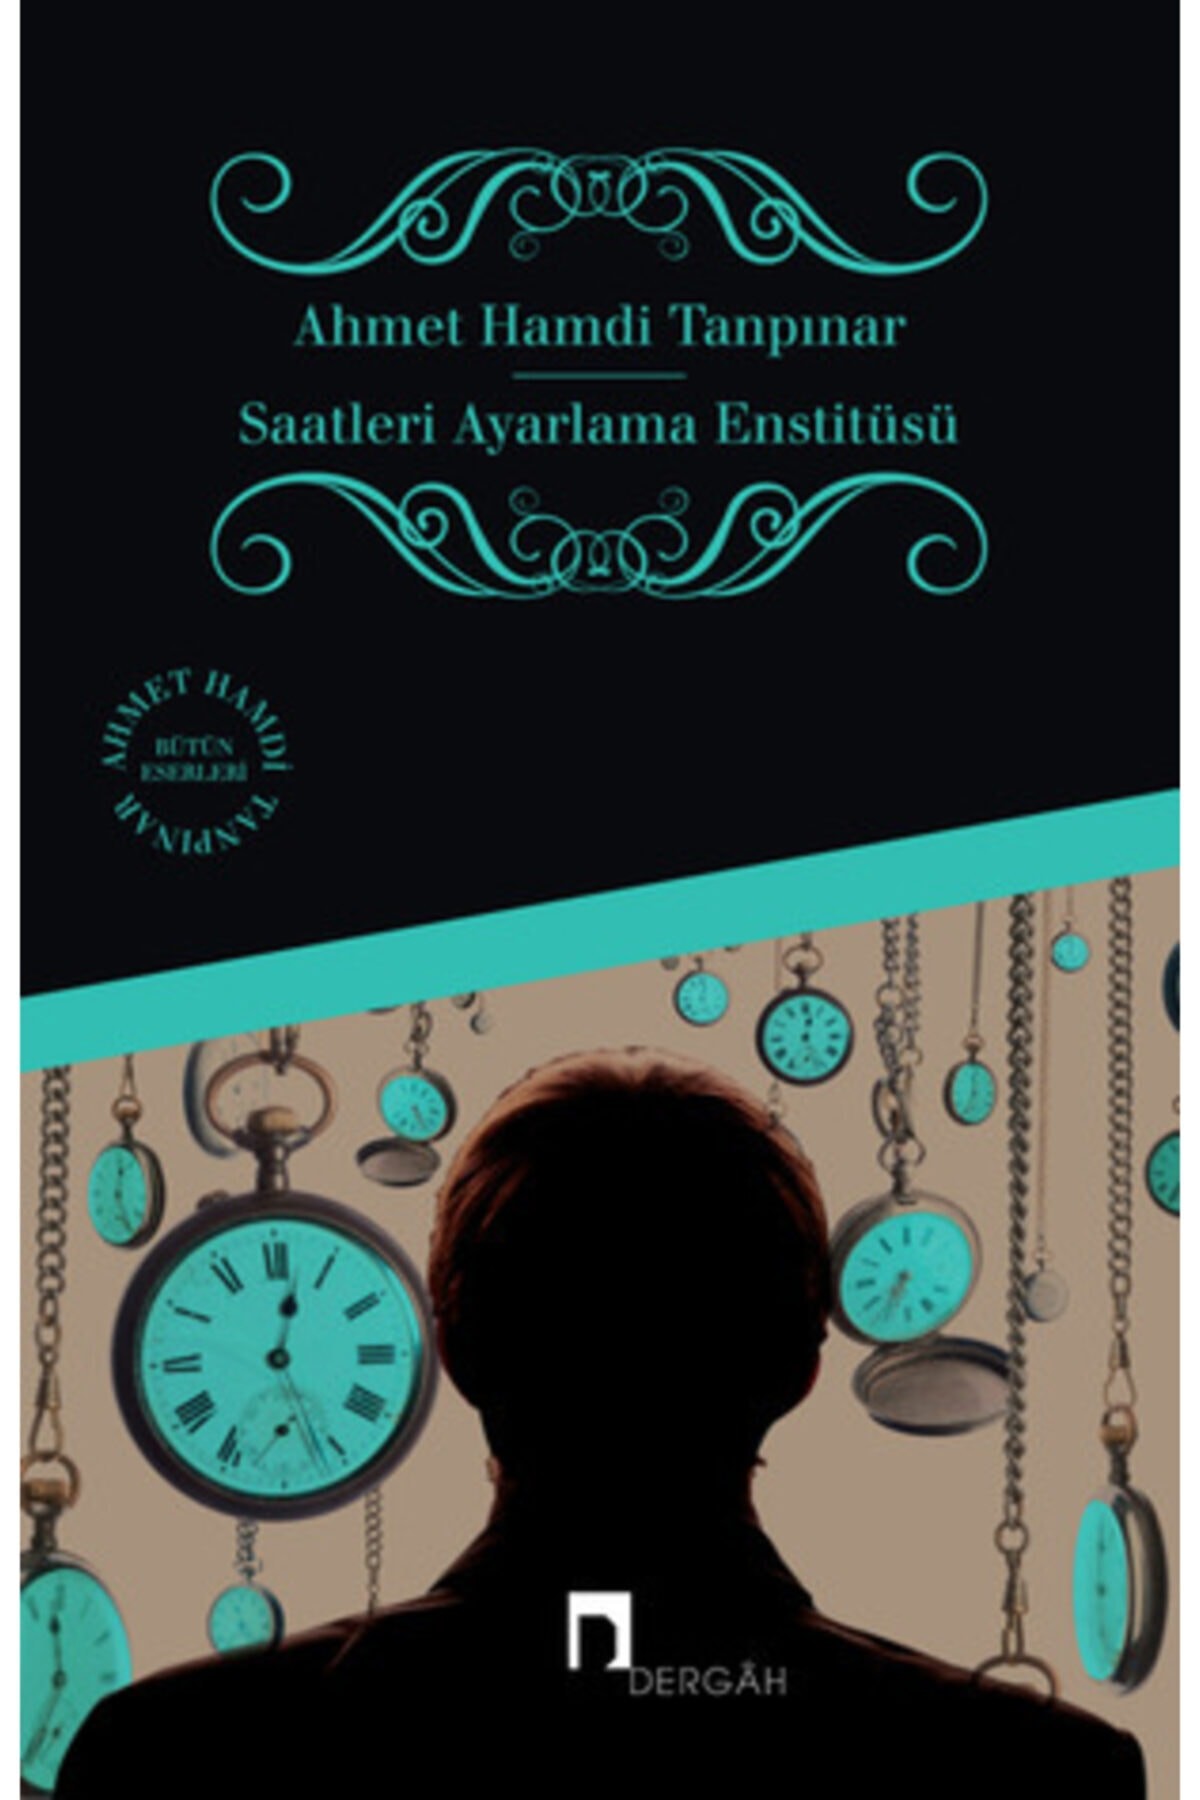 Ahmet Hamdi Tanpınar
Saatleri Ayarlama Enstitüsü
AHMET HAMDİ TANPINAR
BÜTÜN
ESERLERİ
DERGÂH